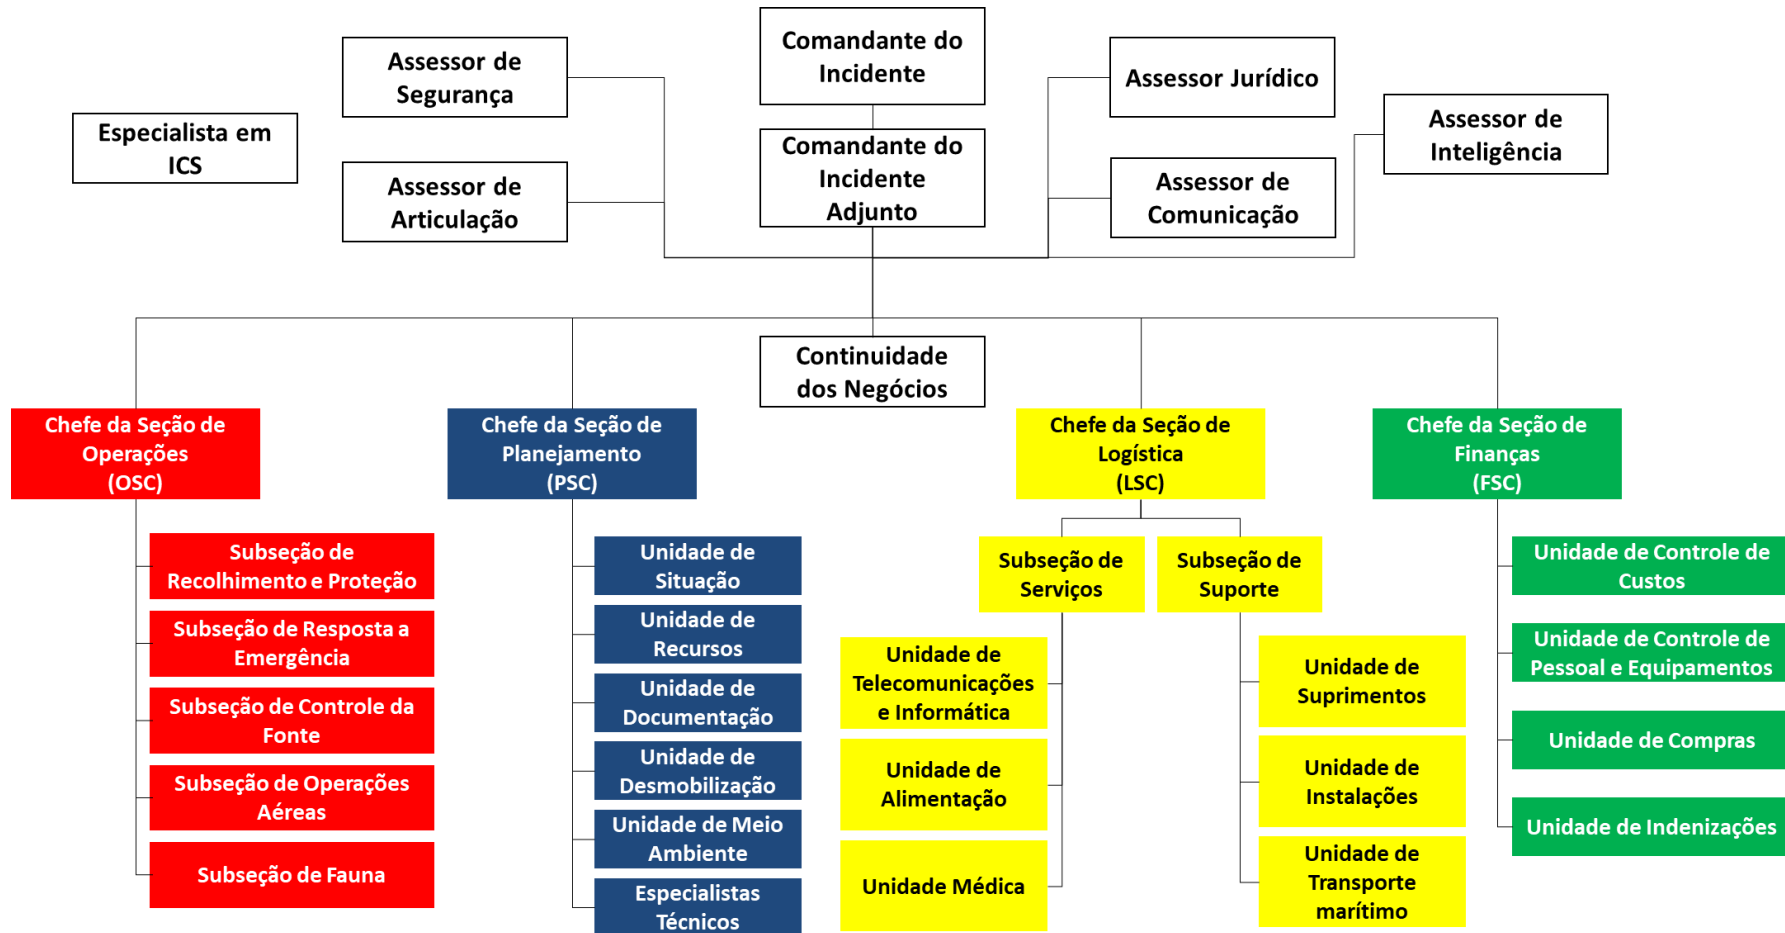 Comandante do
Incidente
Assessor de
Segurança
Assessor Jurídico
Especialista em
ICS
Comandante do
Incidente
Adjunto
Assessor de
Inteligência
Assessor de
Articulação
Assessor de
Comunicação
Continuidade
dos Negócios
Chefe da Seção de
Operações
(OSC)
Chefe da Seção de
Planejamento
(PSC)
Chefe da Seção de
Logística
(LSC)
Chefe da Seção de
Finanças
(FSC)
Subseção de
Recolhimento e Proteção
Subseção de Resposta a
Emergência
Subseção de Controle da
Fonte
Subseção de Operações
Aéreas
Subseção de Fauna
Unidade de
Situação
Unidade de
Recursos
Unidade de
Documentação
Unidade de
Desmobilização
Unidade de Meio
Ambiente
Especialistas
Técnicos
Subseção de
Serviços
Unidade de
Telecomunicações
e Informática
Unidade de
Alimentação
Unidade Médica
Subseção de
Suporte
Unidade de
Suprimentos
Unidade de
Instalações
Unidade de
Transporte
marítimo
Unidade de Controle de
Custos
Unidade de Controle de
Pessoal e Equipamentos
Unidade de Compras
Unidade de Indenizações